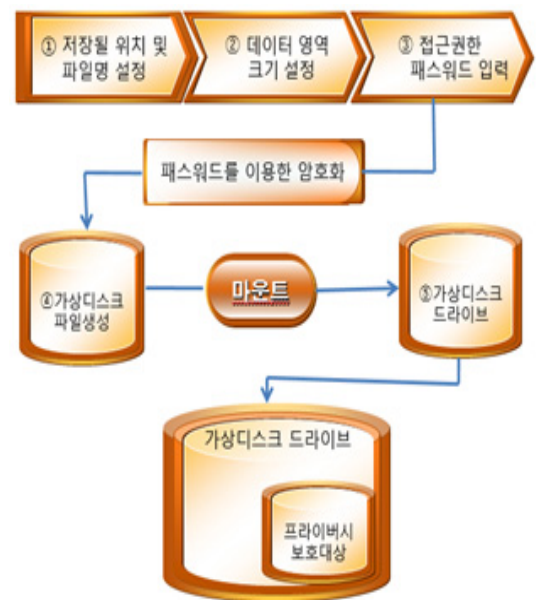 ① 저장될 위치 및
파일명 설정
② 데이터 영역
크기 설정
③ 접근권한
패스워드 입력
패스워드를 이용한 암호화
④가상디스크
파일생성
마운트
⑤가상디스크
드라이브
가상디스크 드라이브
프라이버시
보호대상